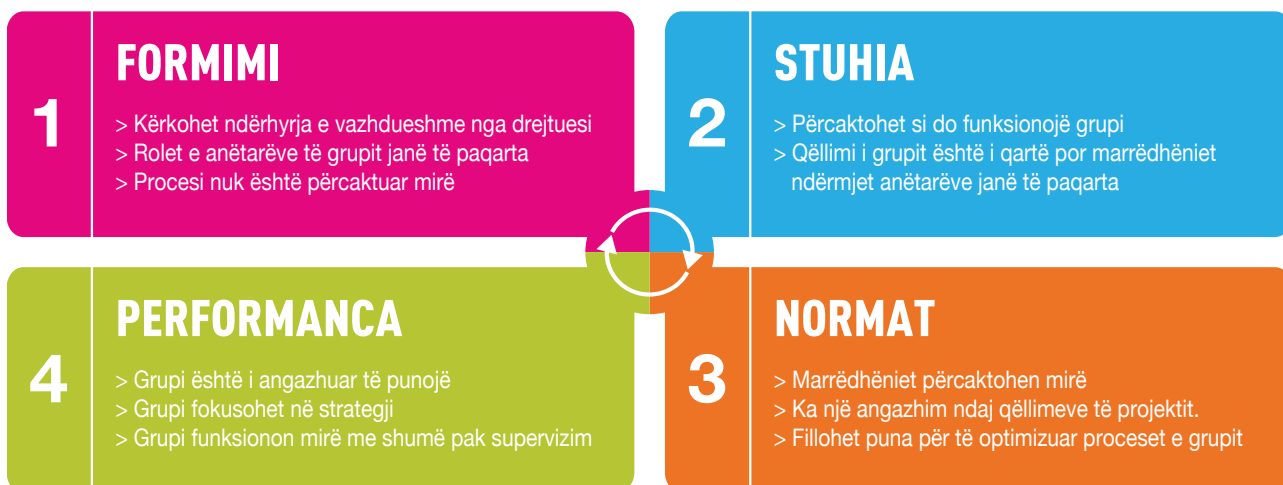 1
FORMIMI
> Kërkohet ndërhyrja e vazhdueshme nga drejtuesi
> Rolet e anëtarëve të grupit janë të paqarta
> Procesi nuk është përcaktuar mirë
2
STUHIA
> Përcaktohet si do funksionojë grupi
> Qëllimi i grupit është i qartë por marrëdhëniet
ndërmjet anëtarëve janë të paqarta
3
NORMAT
> Marrëdhëniet përcaktohen mirë
> Ka një angazhim ndaj qëllimeve të projektit.
> Fillohet puna për të optimizuar proceset e grupit
4
PERFORMANCA
> Grupi është i angazhuar të punojë
> Grupi fokusohet në strategji
> Grupi funksionon mirë me shumë pak supervizim